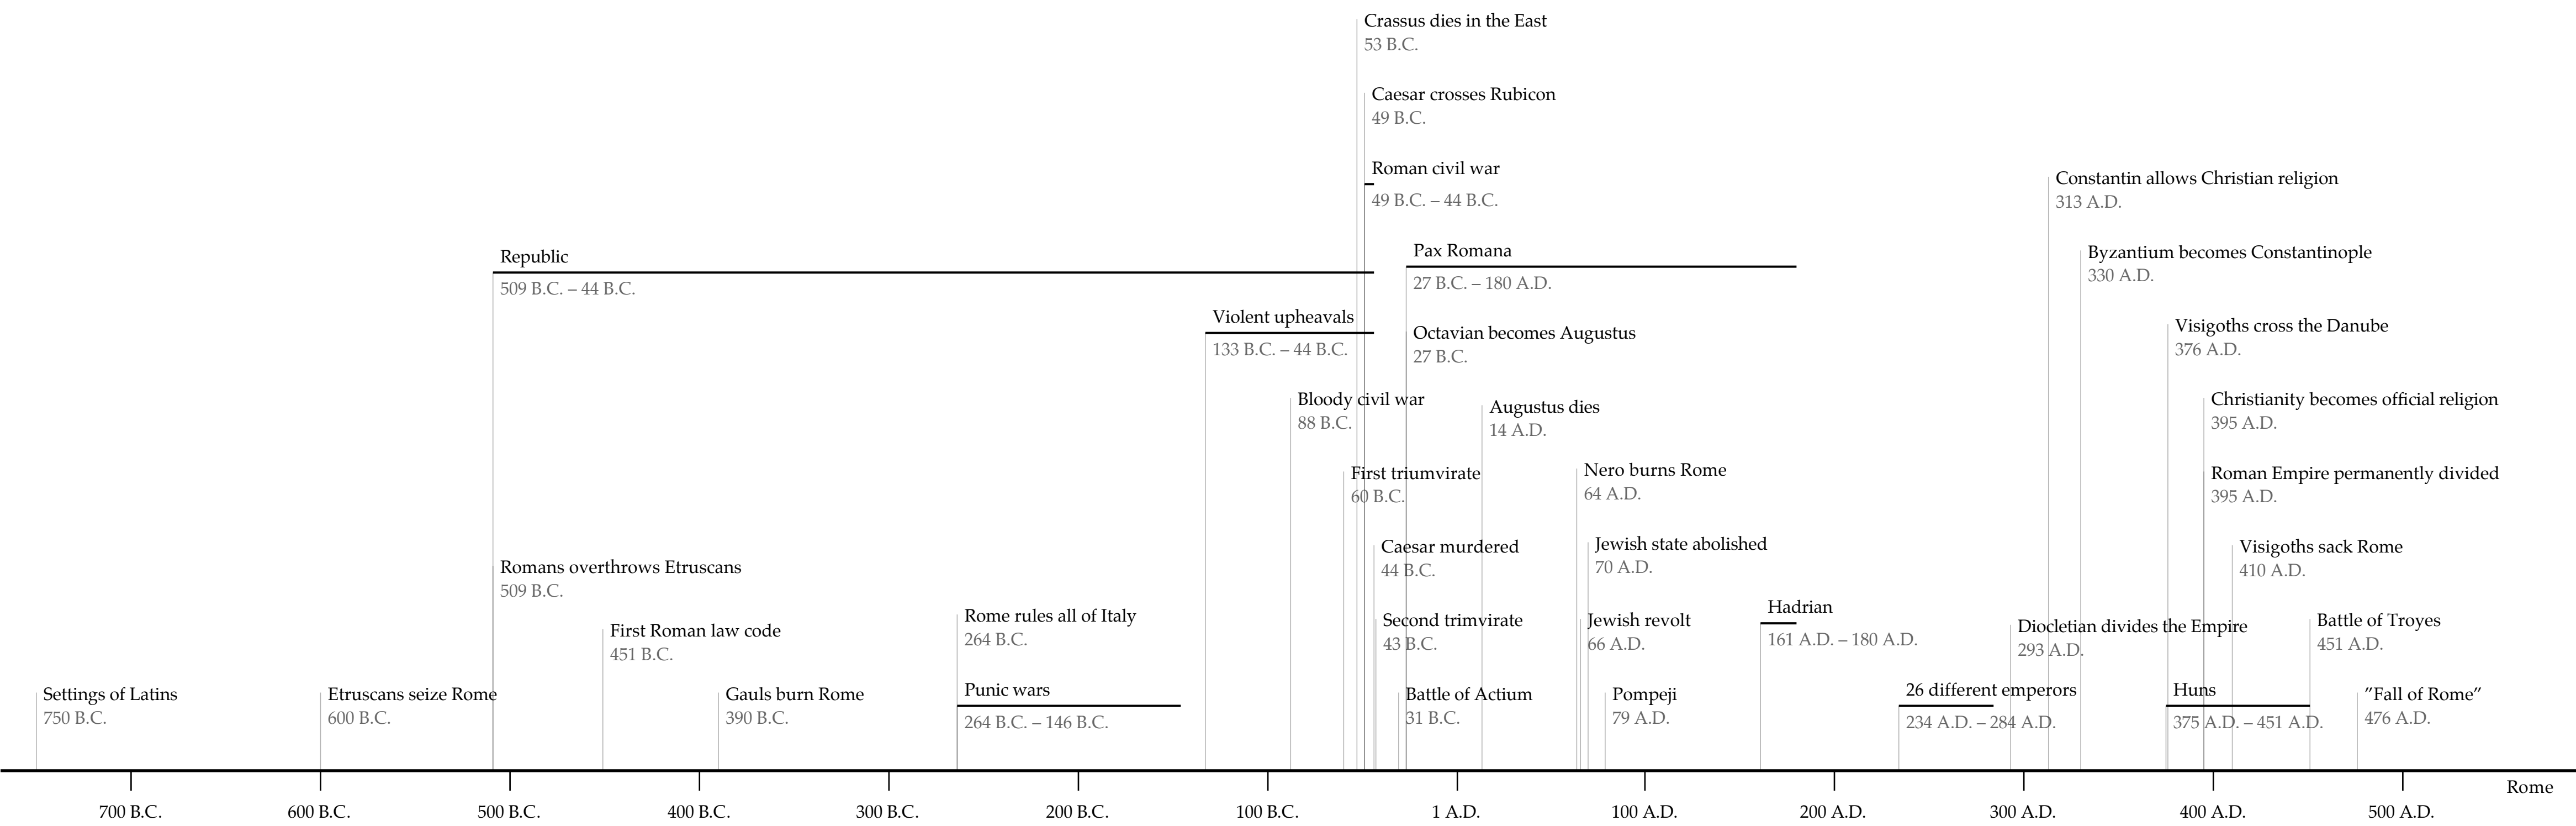 Crassus dies in the East
53 B.C.
Caesar crosses Rubicon
49 B.C.
Roman civil war
49 B.C. – 44 B.C.
Constantin allows Christian religion
313 A.D.
Republic
509 B.C. – 44 B.C.
Pax Romana
27 B.C. – 180 A.D.
Byzantium becomes Constantinople
330 A.D.
Violent upheavals
133 B.C. – 44 B.C.
Octavian becomes Augustus
27 B.C.
Visigoths cross the Danube
376 A.D.
Bloody civil war
88 B.C.
Augustus dies
14 A.D.
Christianity becomes official religion
395 A.D.
First triumvirate
60 B.C.
Nero burns Rome
64 A.D.
Roman Empire permanently divided
395 A.D.
Romans overthrows Etruscans
509 B.C.
Caesar murdered
44 B.C.
Jewish state abolished
70 A.D.
Visigoths sack Rome
410 A.D.
First Roman law code
451 B.C.
Rome rules all of Italy
264 B.C.
Second trimvirate
43 B.C.
Jewish revolt
66 A.D.
Hadrian
161 A.D. – 180 A.D.
Diocletian divides the Empire
293 A.D.
Battle of Troyes
451 A.D.
Settings of Latins
750 B.C.
Etruscans seize Rome
600 B.C.
Gauls burn Rome
390 B.C.
Punic wars
264 B.C. – 146 B.C.
Battle of Actium
31 B.C.
Pompeji
79 A.D.
26 different emperors
234 A.D. – 284 A.D.
Huns
375 A.D. – 451 A.D.
”Fall of Rome”
476 A.D.
Rome
700 B.C. 600 B.C. 500 B.C. 400 B.C. 300 B.C. 200 B.C. 100 B.C. 1 A.D. 100 A.D. 200 A.D. 300 A.D. 400 A.D. 500 A.D.